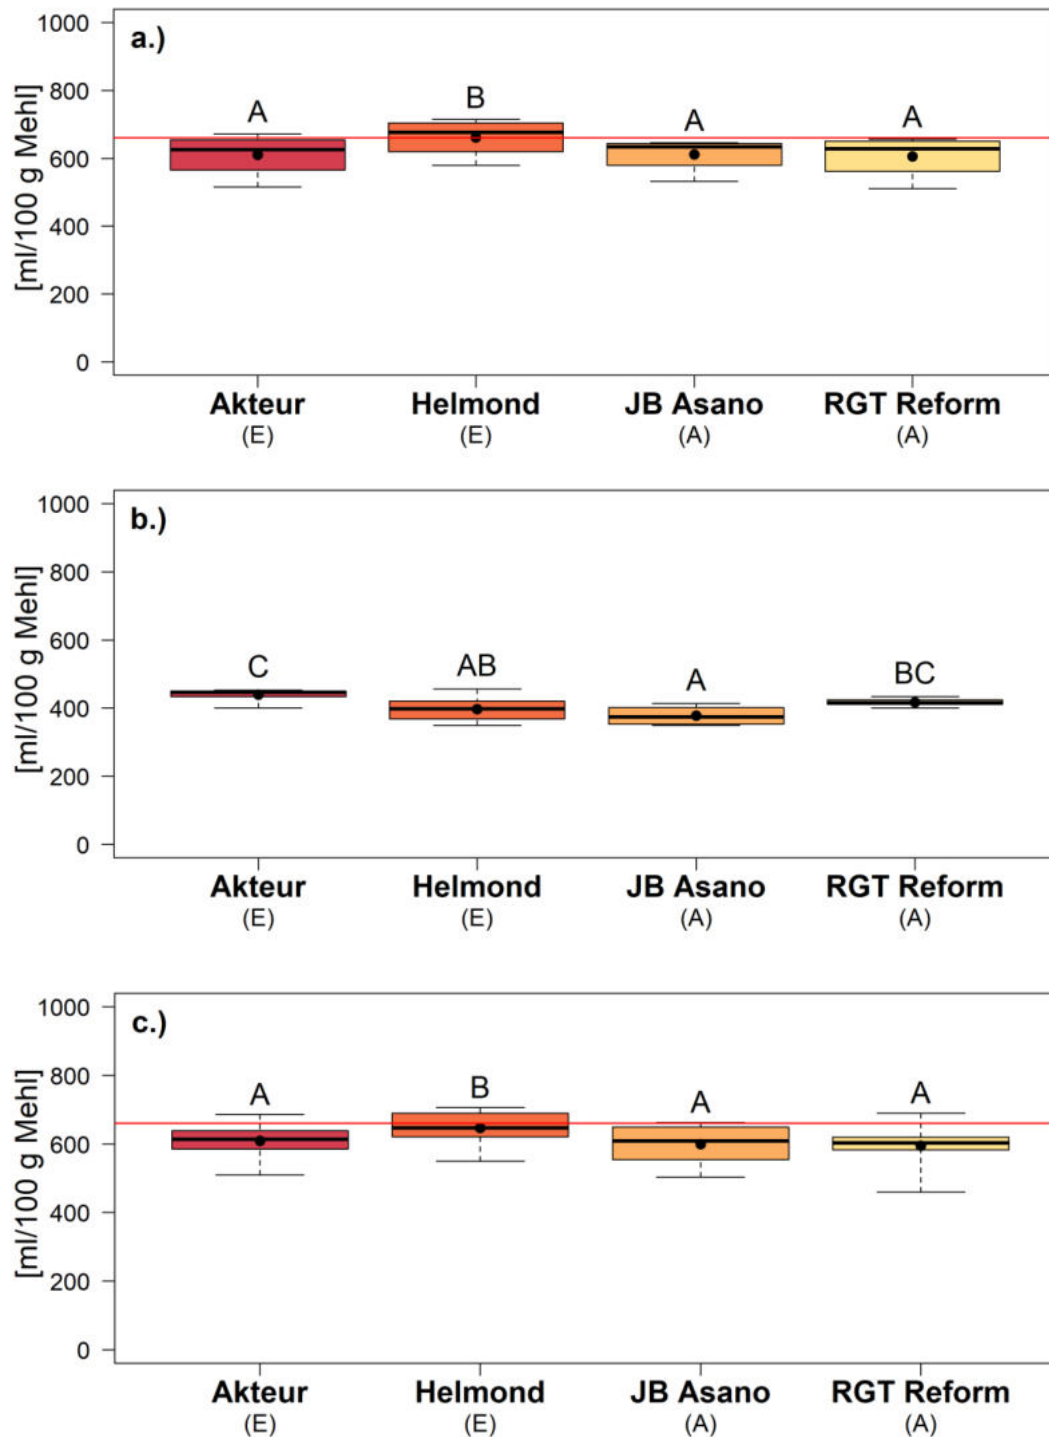 a.)
1000
800
600
400
200
0
[ml/100 g Mehl]
A B A A
Akteur Helmond JB Asano RGT Reform
(E) (E) (A) (A)
b.)
1000
800
600
400
200
0
[ml/100 g Mehl]
C AB A BC
Akteur Helmond JB Asano RGT Reform
(E) (E) (A) (A)
c.)
1000
800
600
400
200
0
[ml/100 g Mehl]
A B A A
Akteur Helmond JB Asano RGT Reform
(E) (E) (A) (A)